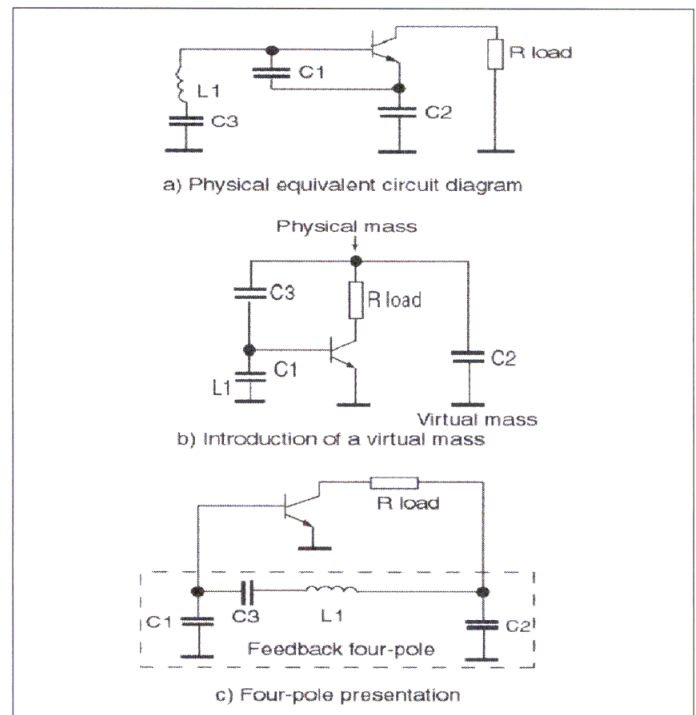 R load
C1
L1
C3
C2
a) Physical equivalent circuit diagram
Physical mass
C3
R load
C1
L1
C2
Virtual mass
b) Introduction of a virtual mass
R load
C1
C3
L1
C2
Feedback four-pole
c) Four-pole presentation